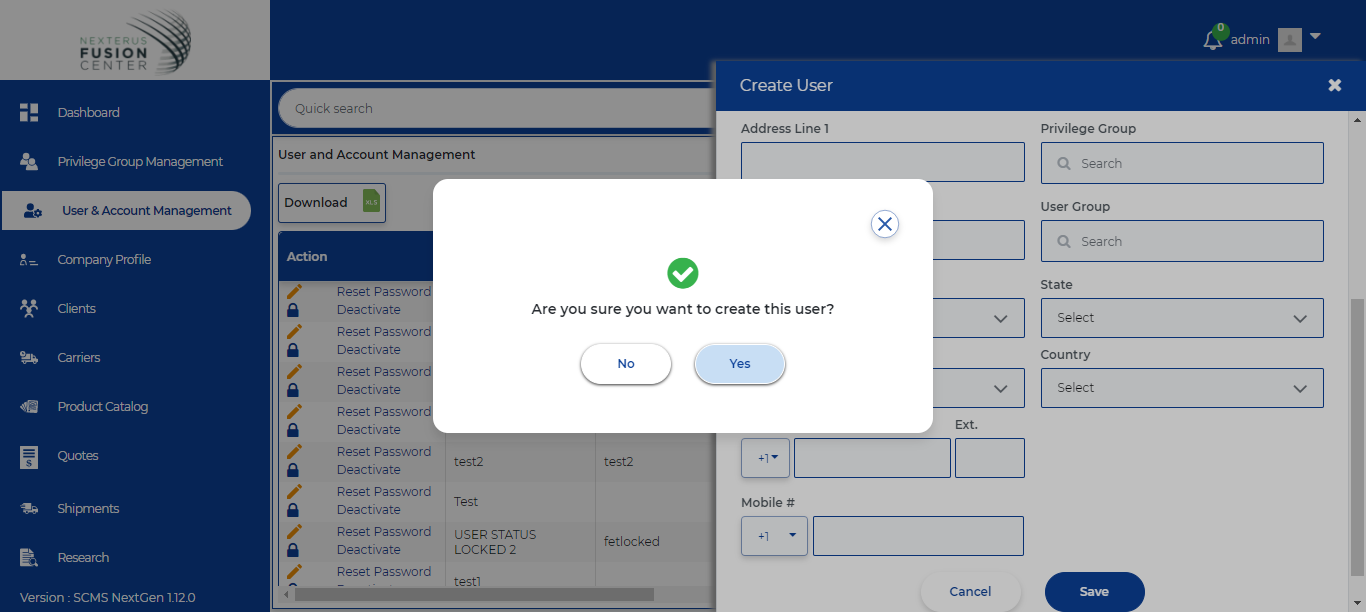 NEXTERUS
FUSION
CENTER
0
admin
Dashboard
Privilege Group Management
User & Account Management
Company Profile
Clients
Carriers
Product Catalog
Quotes
Shipments
Research
Version : SCMS NextGen 1.12.0
Quick search
User and Account Management
Download
XLS
Action
Reset Password
Deactivate
Reset Password
Deactivate
Reset Password
Deactivate
Reset Password
Deactivate
Reset Password
Deactivate
test2
test2
Reset Password
Deactivate
Test
Reset Password
Deactivate
USER STATUS
LOCKED 2
fetlocked
Reset Password
test1
Create User
Address Line 1
Privilege Group
Search
User Group
Search
State
Select
Country
Select
Ext.
+1
Mobile #
+1
Cancel
Save
Are you sure you want to create this user?
No
Yes